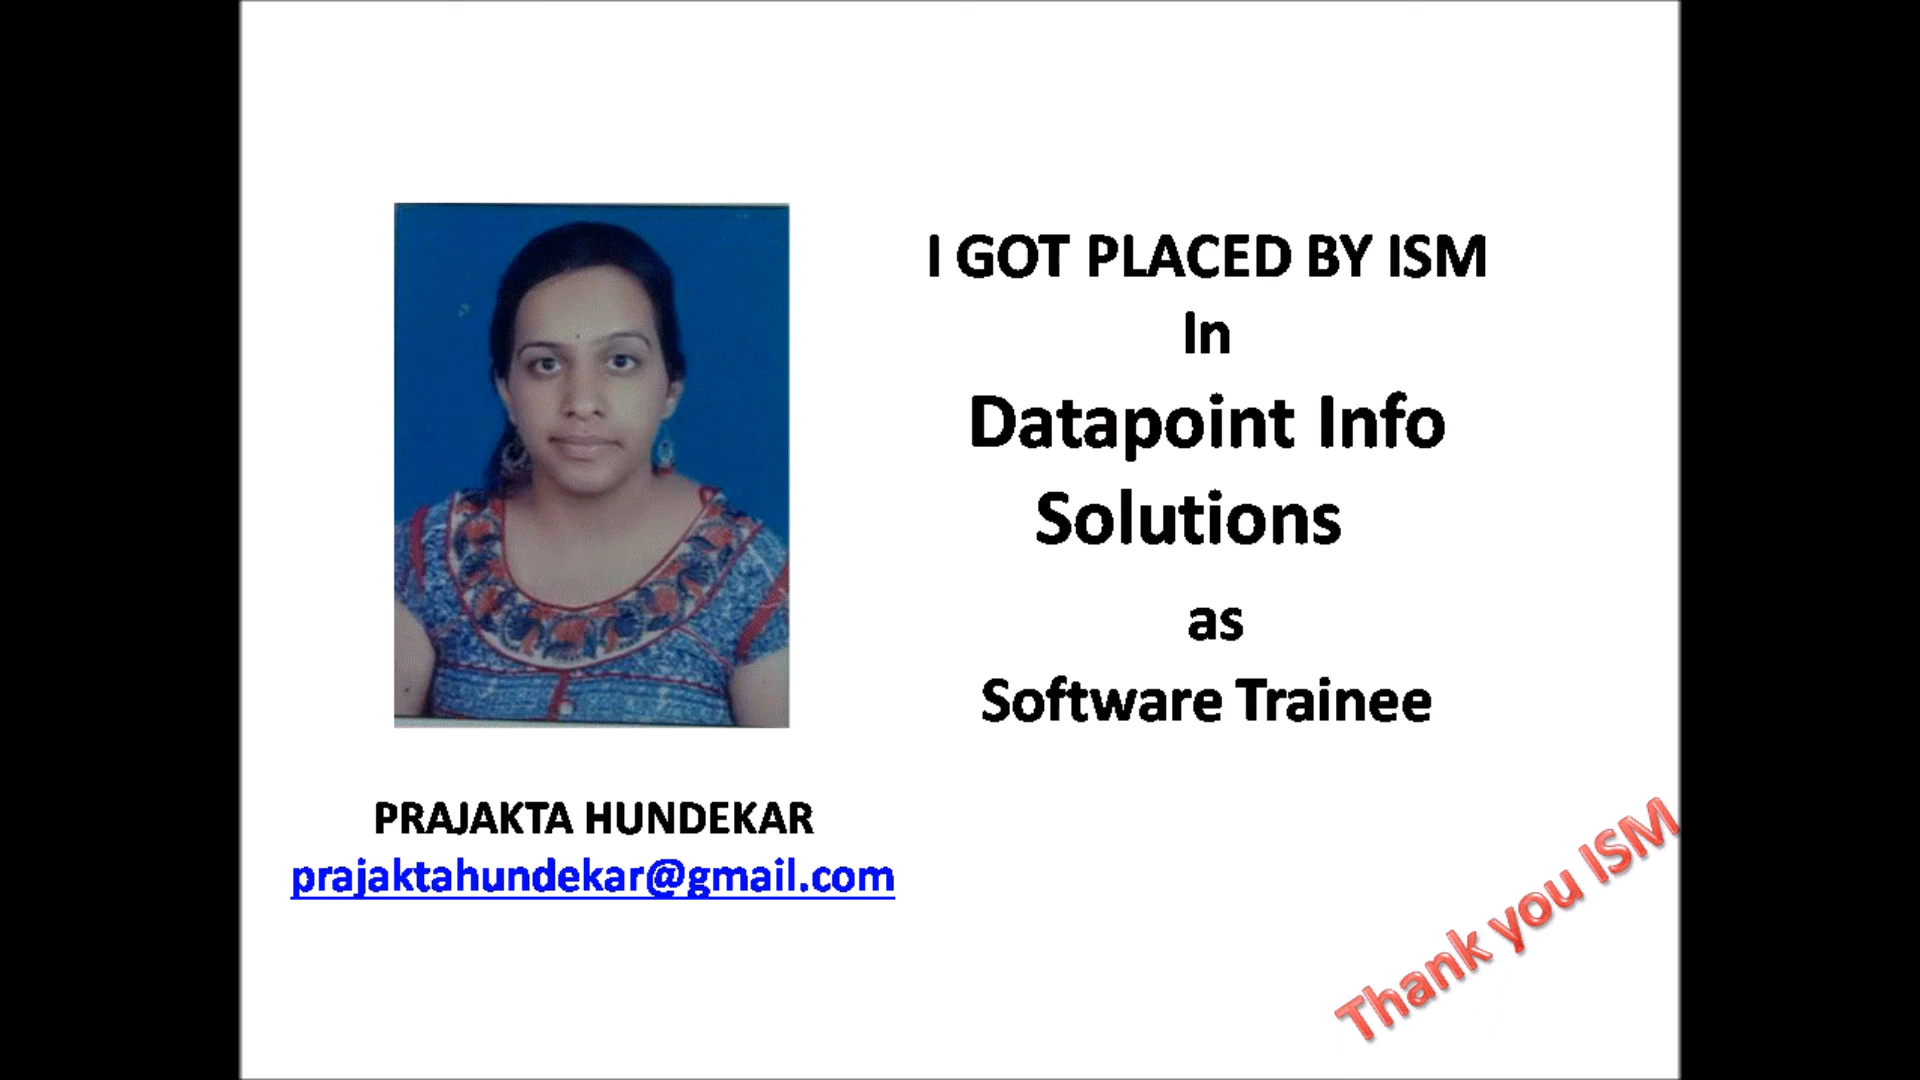 I GOT PLACED BY ISM
In
Datapoint Info
Solutions
as
Software Trainee
PRAJAKTA HUNDEKAR
prajaktahundekar@gmail.com
Thank you ISM